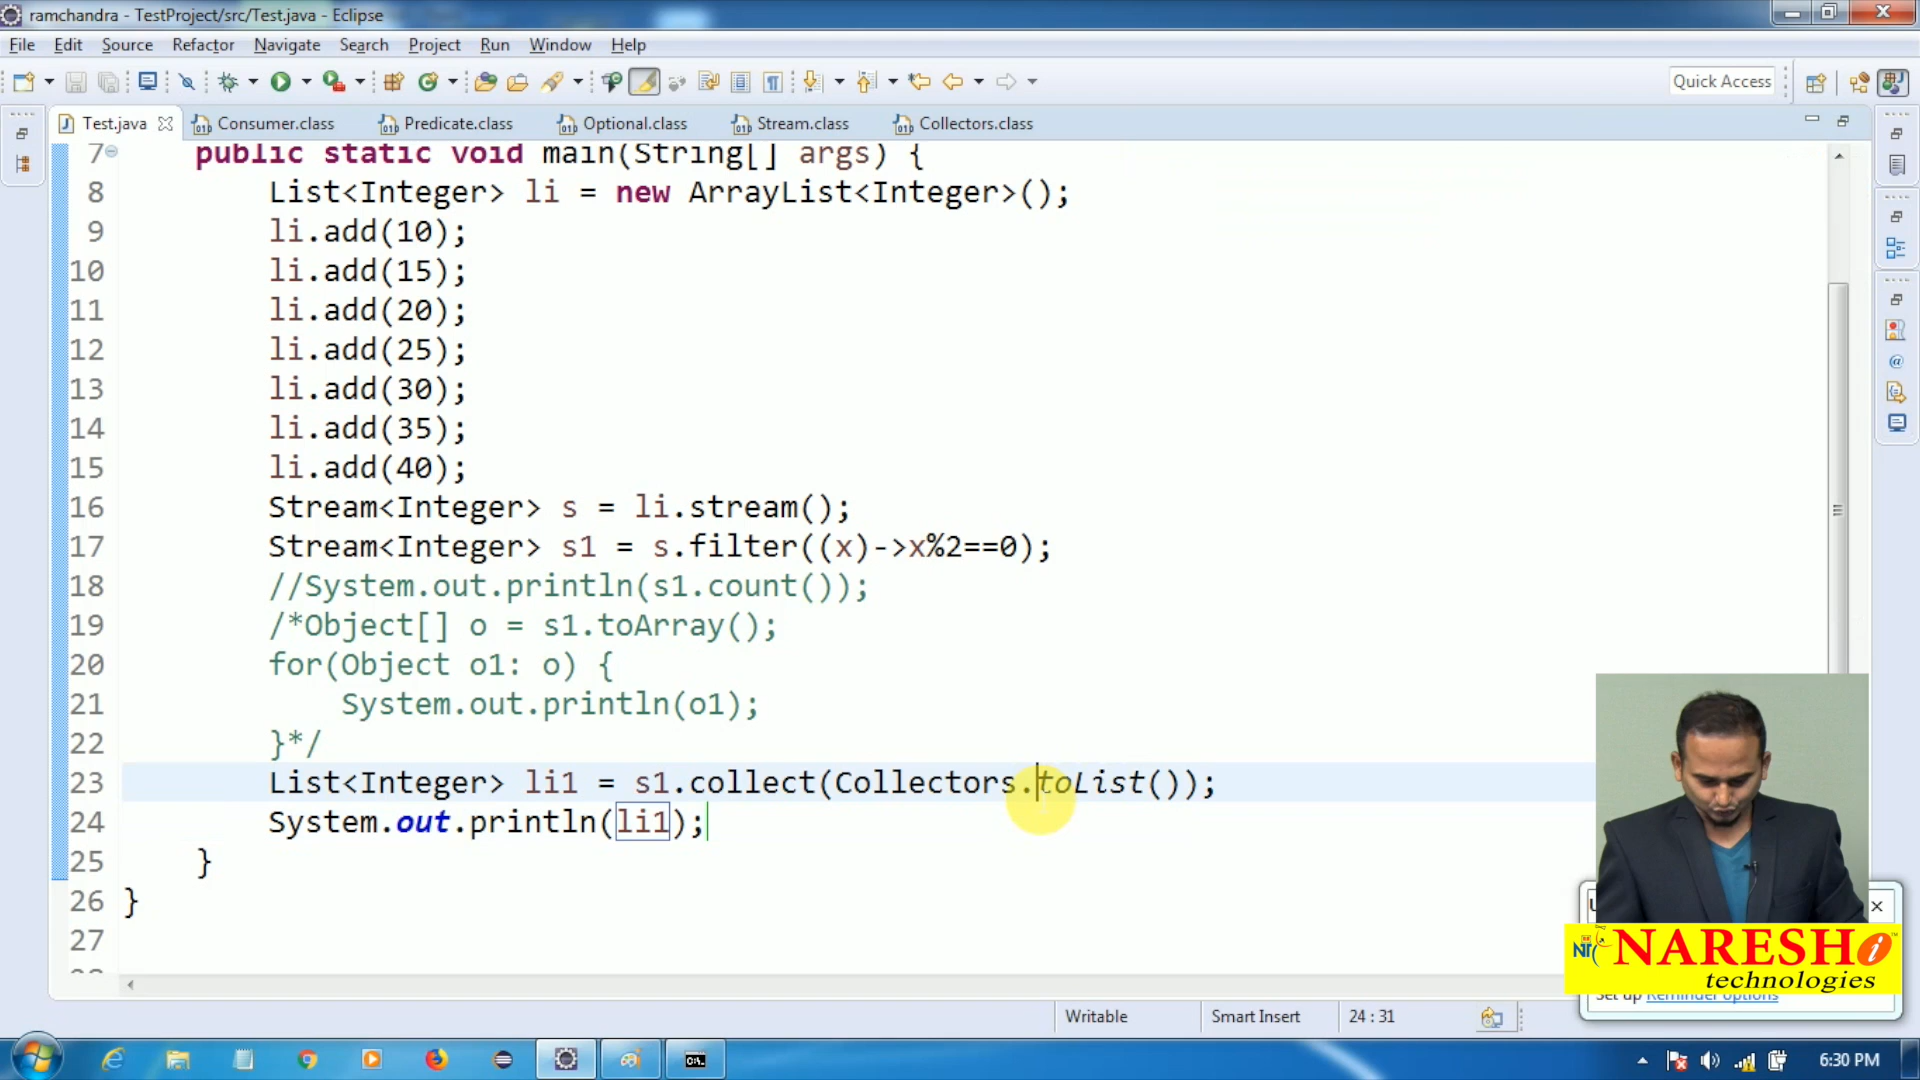 ramchandra - TestProject/src/Test.java - Eclipse
File Edit Source Refactor Navigate Search Project Run Window Help
Quick Access
Test.java Consumer.class Predicate.class Optional.class Stream.class Collectors.class
7 public static void main(String[] args) {
8 List<Integer> li = new ArrayList<Integer>();
9 li.add(10);
10 li.add(15);
11 li.add(20);
12 li.add(25);
13 li.add(30);
14 li.add(35);
15 li.add(40);
16 Stream<Integer> s = li.stream();
17 Stream<Integer> s1 = s.filter((x)->x%2==0);
18 //System.out.println(s1.count());
19 /*Object[] o = s1.toArray();
20 for(Object o1: o) {
21 System.out.println(o1);
22 }*/
23 List<Integer> li1 = s1.collect(Collectors.toList());
24 System.out.println(li1);
25 }
26 }
27
NARESH i
technologies
Set up Reminder options
Writable Smart Insert 24 : 31
6:30 PM